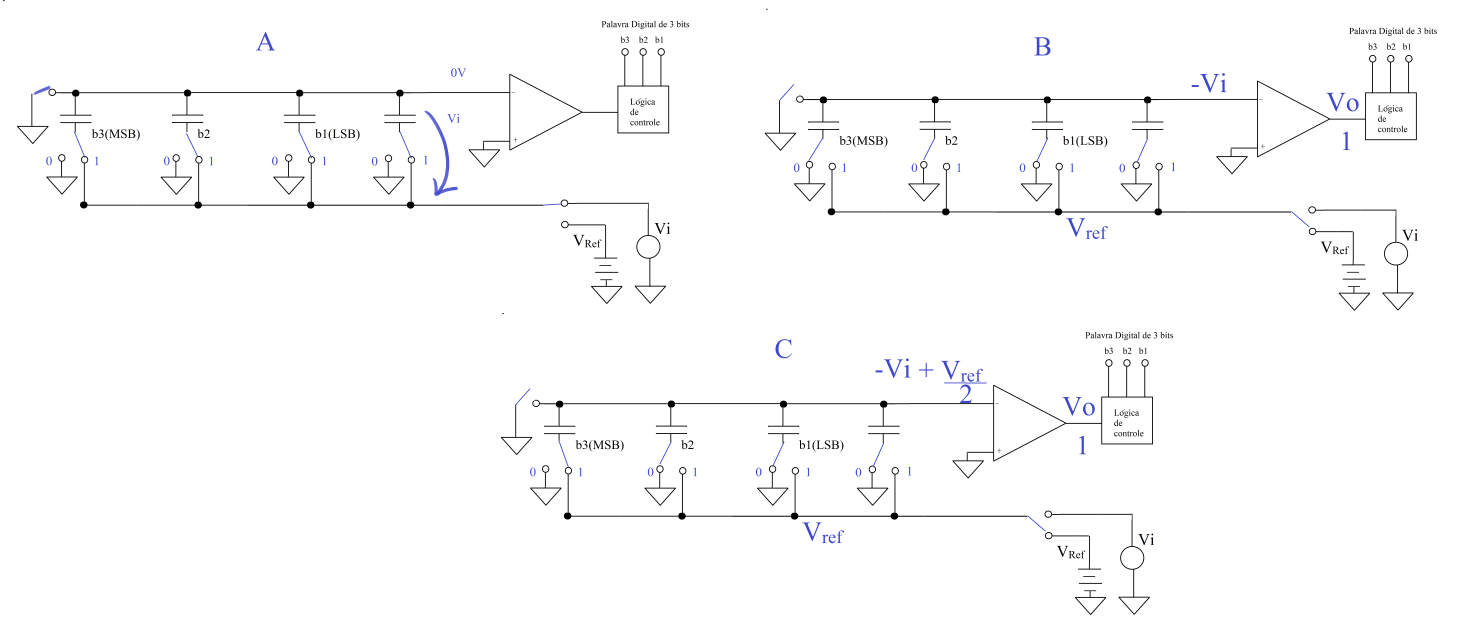 A
Palavra Digital de 3 bits
b3 b2 b1
0V
−
Lógica
de
controle
+
b3(MSB) b2 b1(LSB) Vi
0 1 0 1 0 1 0 1
Vi
VRef
B
Palavra Digital de 3 bits
b3 b2 b1
-Vi
−
Vo
1
Lógica
de
controle
+
b3(MSB) b2 b1(LSB)
0 1 0 1 0 1 0 1
Vref
Vi
VRef
C
Palavra Digital de 3 bits
b3 b2 b1
-Vi + Vref
2
−
Vo
1
Lógica
de
controle
+
b3(MSB) b2 b1(LSB)
0 1 0 1 0 1 0 1
Vref
Vi
VRef